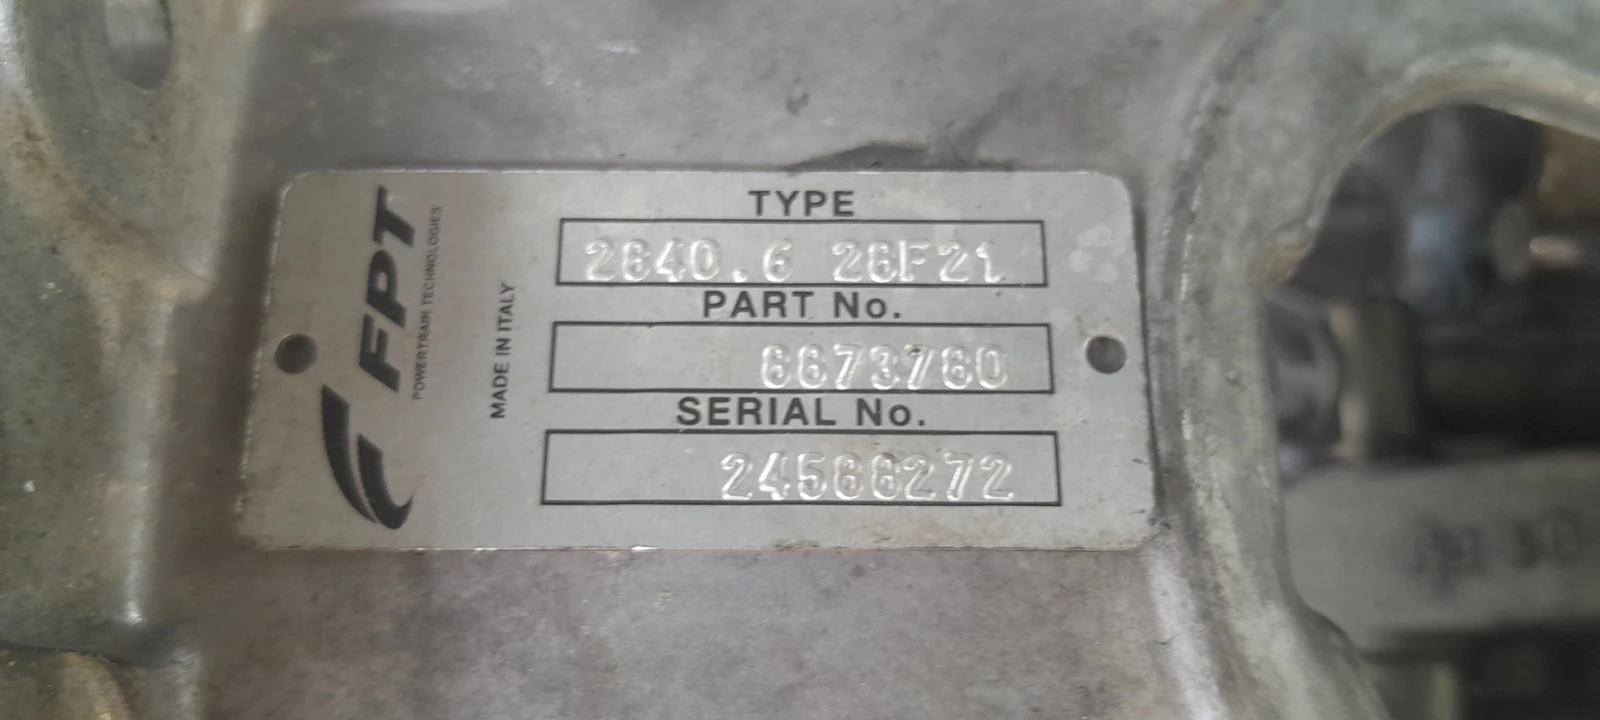 FPT
POWERTRAIN TECHNOLOGIES
MADE IN ITALY
TYPE
2840.6 28F21
PART No.
8873780
SERIAL No.
24588272